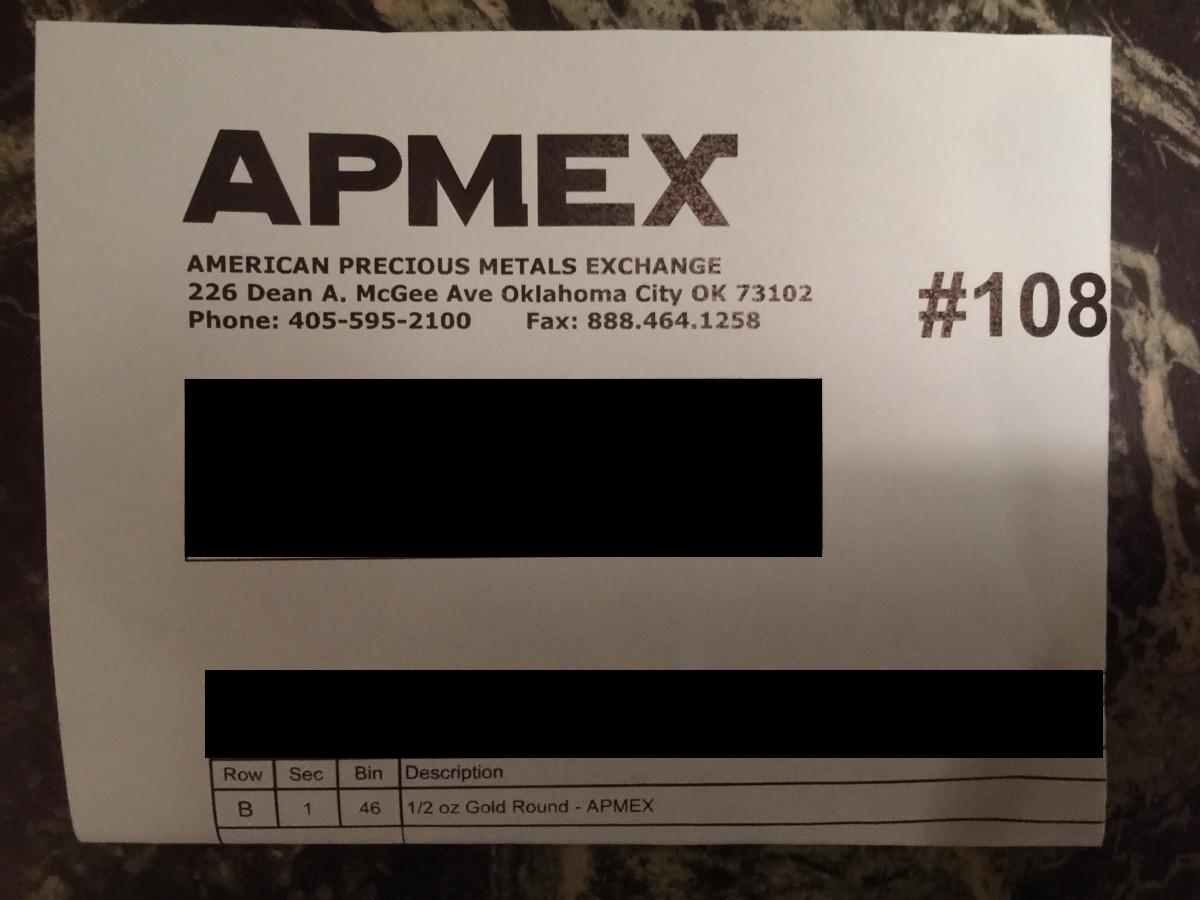 APMEX
AMERICAN PRECIOUS METALS EXCHANGE
226 Dean A. McGee Ave Oklahoma City OK 73102
Phone: 405-595-2100 Fax: 888.464.1258
#108
Row Sec Bin Description
B 1 46 1/2 oz Gold Round - APMEX